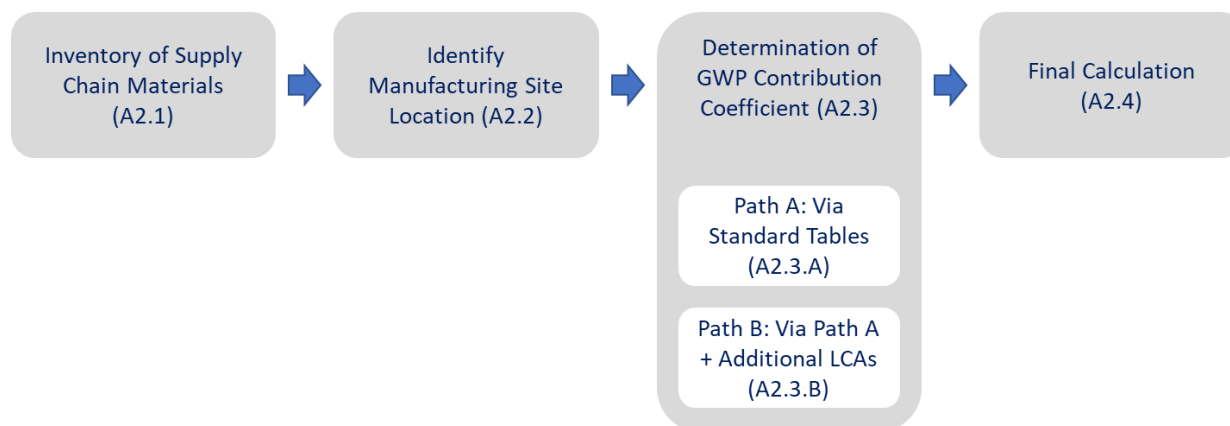 Inventory of Supply
Chain Materials
(A2.1)
Identify
Manufacturing Site
Location (A2.2)
Determination of
GWP Contribution
Coefficient (A2.3)
Path A: Via
Standard Tables
(A2.3.A)
Path B: Via Path A
+ Additional LCAs
(A2.3.B)
Final Calculation
(A2.4)